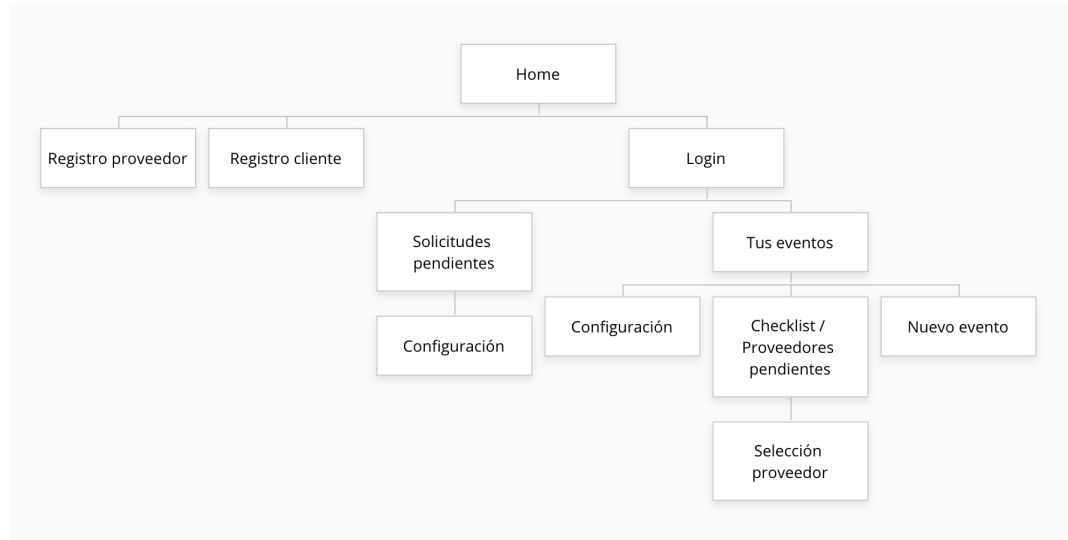 Home
Registro proveedor
Registro cliente
Login
Solicitudes
pendientes
Tus eventos
Configuración
Configuración
Checklist /
Proveedores
pendientes
Nuevo evento
Selección
proveedor